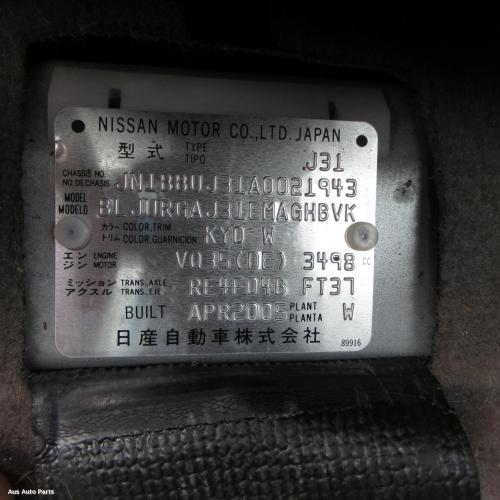 NISSAN MOTOR CO.,LTD. JAPAN
型式 TYPE TIPO J31
CHASSIS NO. NO.DE CHASIS JN1BBUJ31A0021943
MODEL MODELO BLJURGAJ31EMAGHBVK
カラー COLOR,TRIM トリム COLOR,GUARNICION KY0 W
エンジン ENGINE MOTOR VQ35(DE) 3498 CC
ミッション アクスル TRANS.,AXLE TRANS.,EJE RE4F04B FT37
BUILT APR2005 PLANT PLANTA W
日産自動車株式会社
89916
Aus Auto Parts